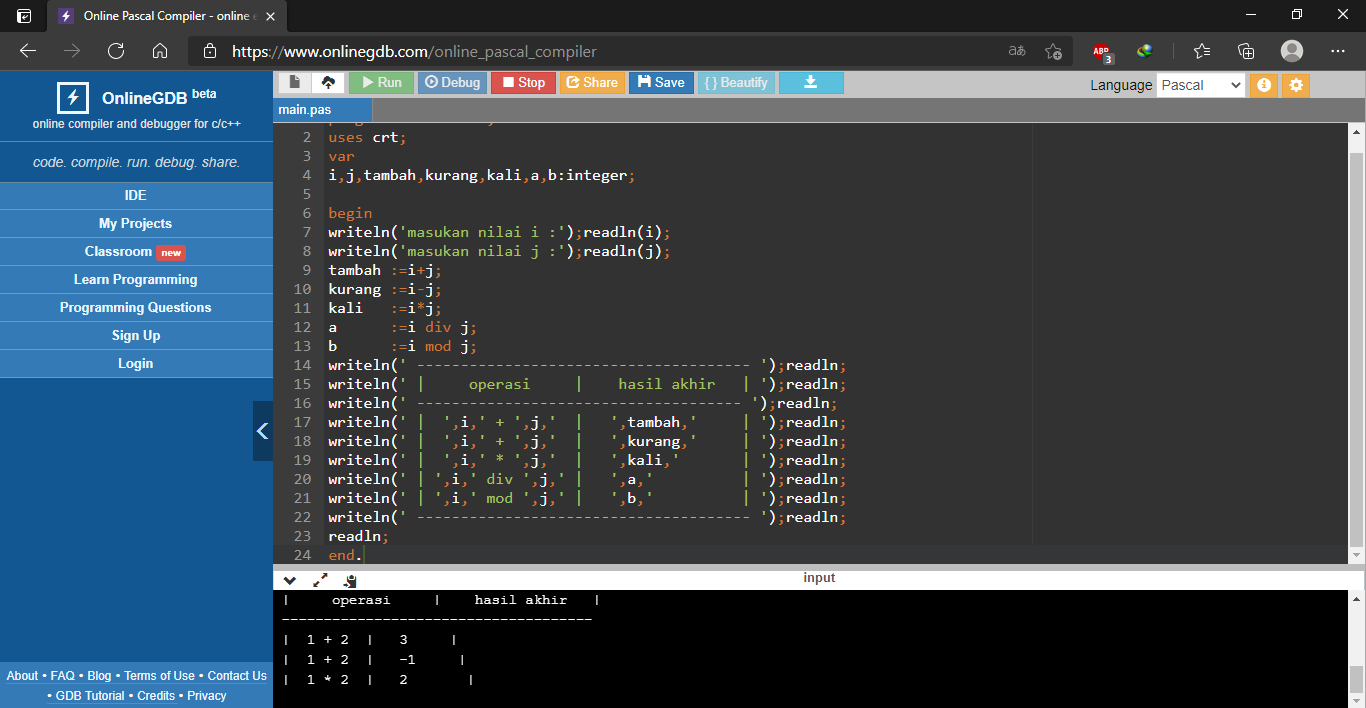 Online Pascal Compiler - online e
https://www.onlinegdb.com/online_pascal_compiler
aあ
ABP
3
OnlineGDB beta
online compiler and debugger for c/c++
code. compile. run. debug. share.
IDE
My Projects
Classroom new
Learn Programming
Programming Questions
Sign Up
Login
About • FAQ • Blog • Terms of Use • Contact Us
• GDB Tutorial • Credits • Privacy
Run Debug Stop Share Save {} Beautify
Language Pascal
main.pas
2 uses crt;
3 var
4 i,j,tambah,kurang,kali,a,b:integer;
5
6 begin
7 writeln('masukan nilai i :');readln(i);
8 writeln('masukan nilai j :');readln(j);
9 tambah :=i+j;
10 kurang :=i-j;
11 kali   :=i*j;
12 a      :=i div j;
13 b      :=i mod j;
14 writeln(' -------------------------------------- ');readln;
15 writeln(' |     operasi     |    hasil akhir   | ');readln;
16 writeln(' ------------------------------------- ');readln;
17 writeln(' |  ',i,' + ',j,'  |   ',tambah,'     | ');readln;
18 writeln(' |  ',i,' + ',j,'  |   ',kurang,'     | ');readln;
19 writeln(' |  ',i,' * ',j,'  |   ',kali,'       | ');readln;
20 writeln(' | ',i,' div ',j,' |   ',a,'          | ');readln;
21 writeln(' | ',i,' mod ',j,' |   ',b,'          | ');readln;
22 writeln(' -------------------------------------- ');readln;
23 readln;
24 end.
input
|     operasi     |    hasil akhir   |
-------------------------------------
|  1 + 2  |   3     |
|  1 + 2  |   -1     |
|  1 * 2  |   2       |